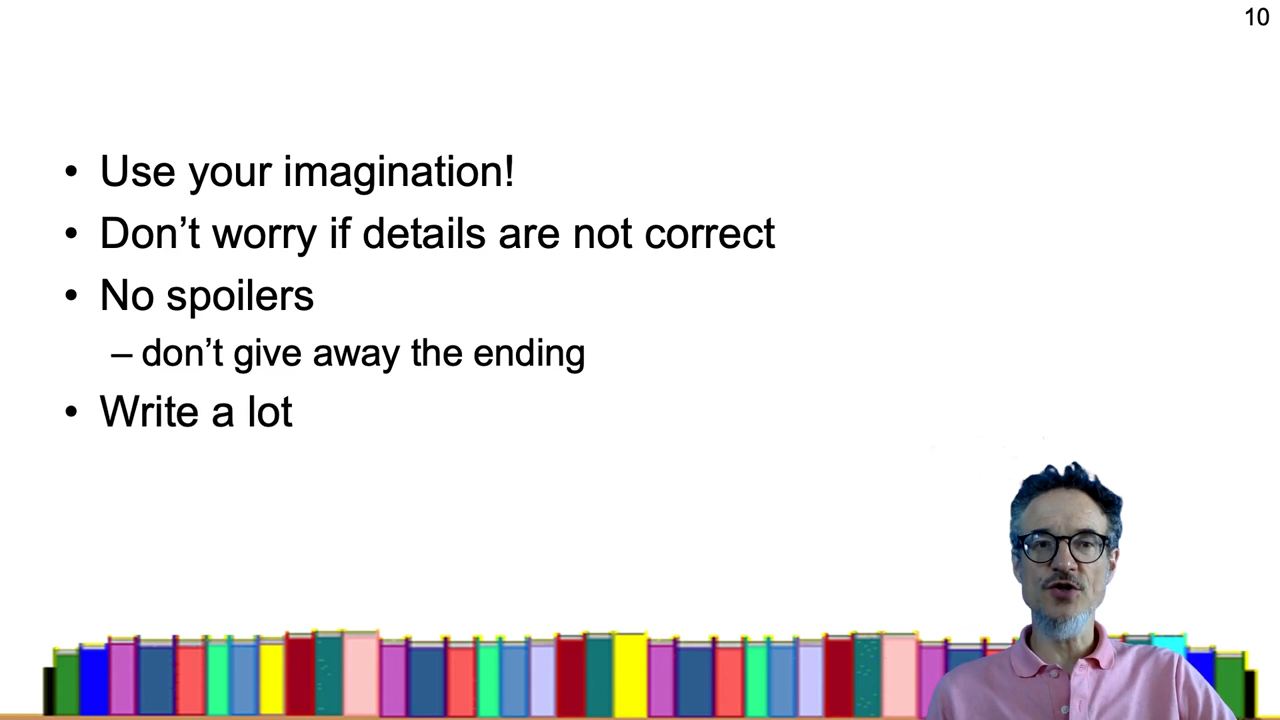 10
• Use your imagination!
• Don’t worry if details are not correct
• No spoilers
– don’t give away the ending
• Write a lot